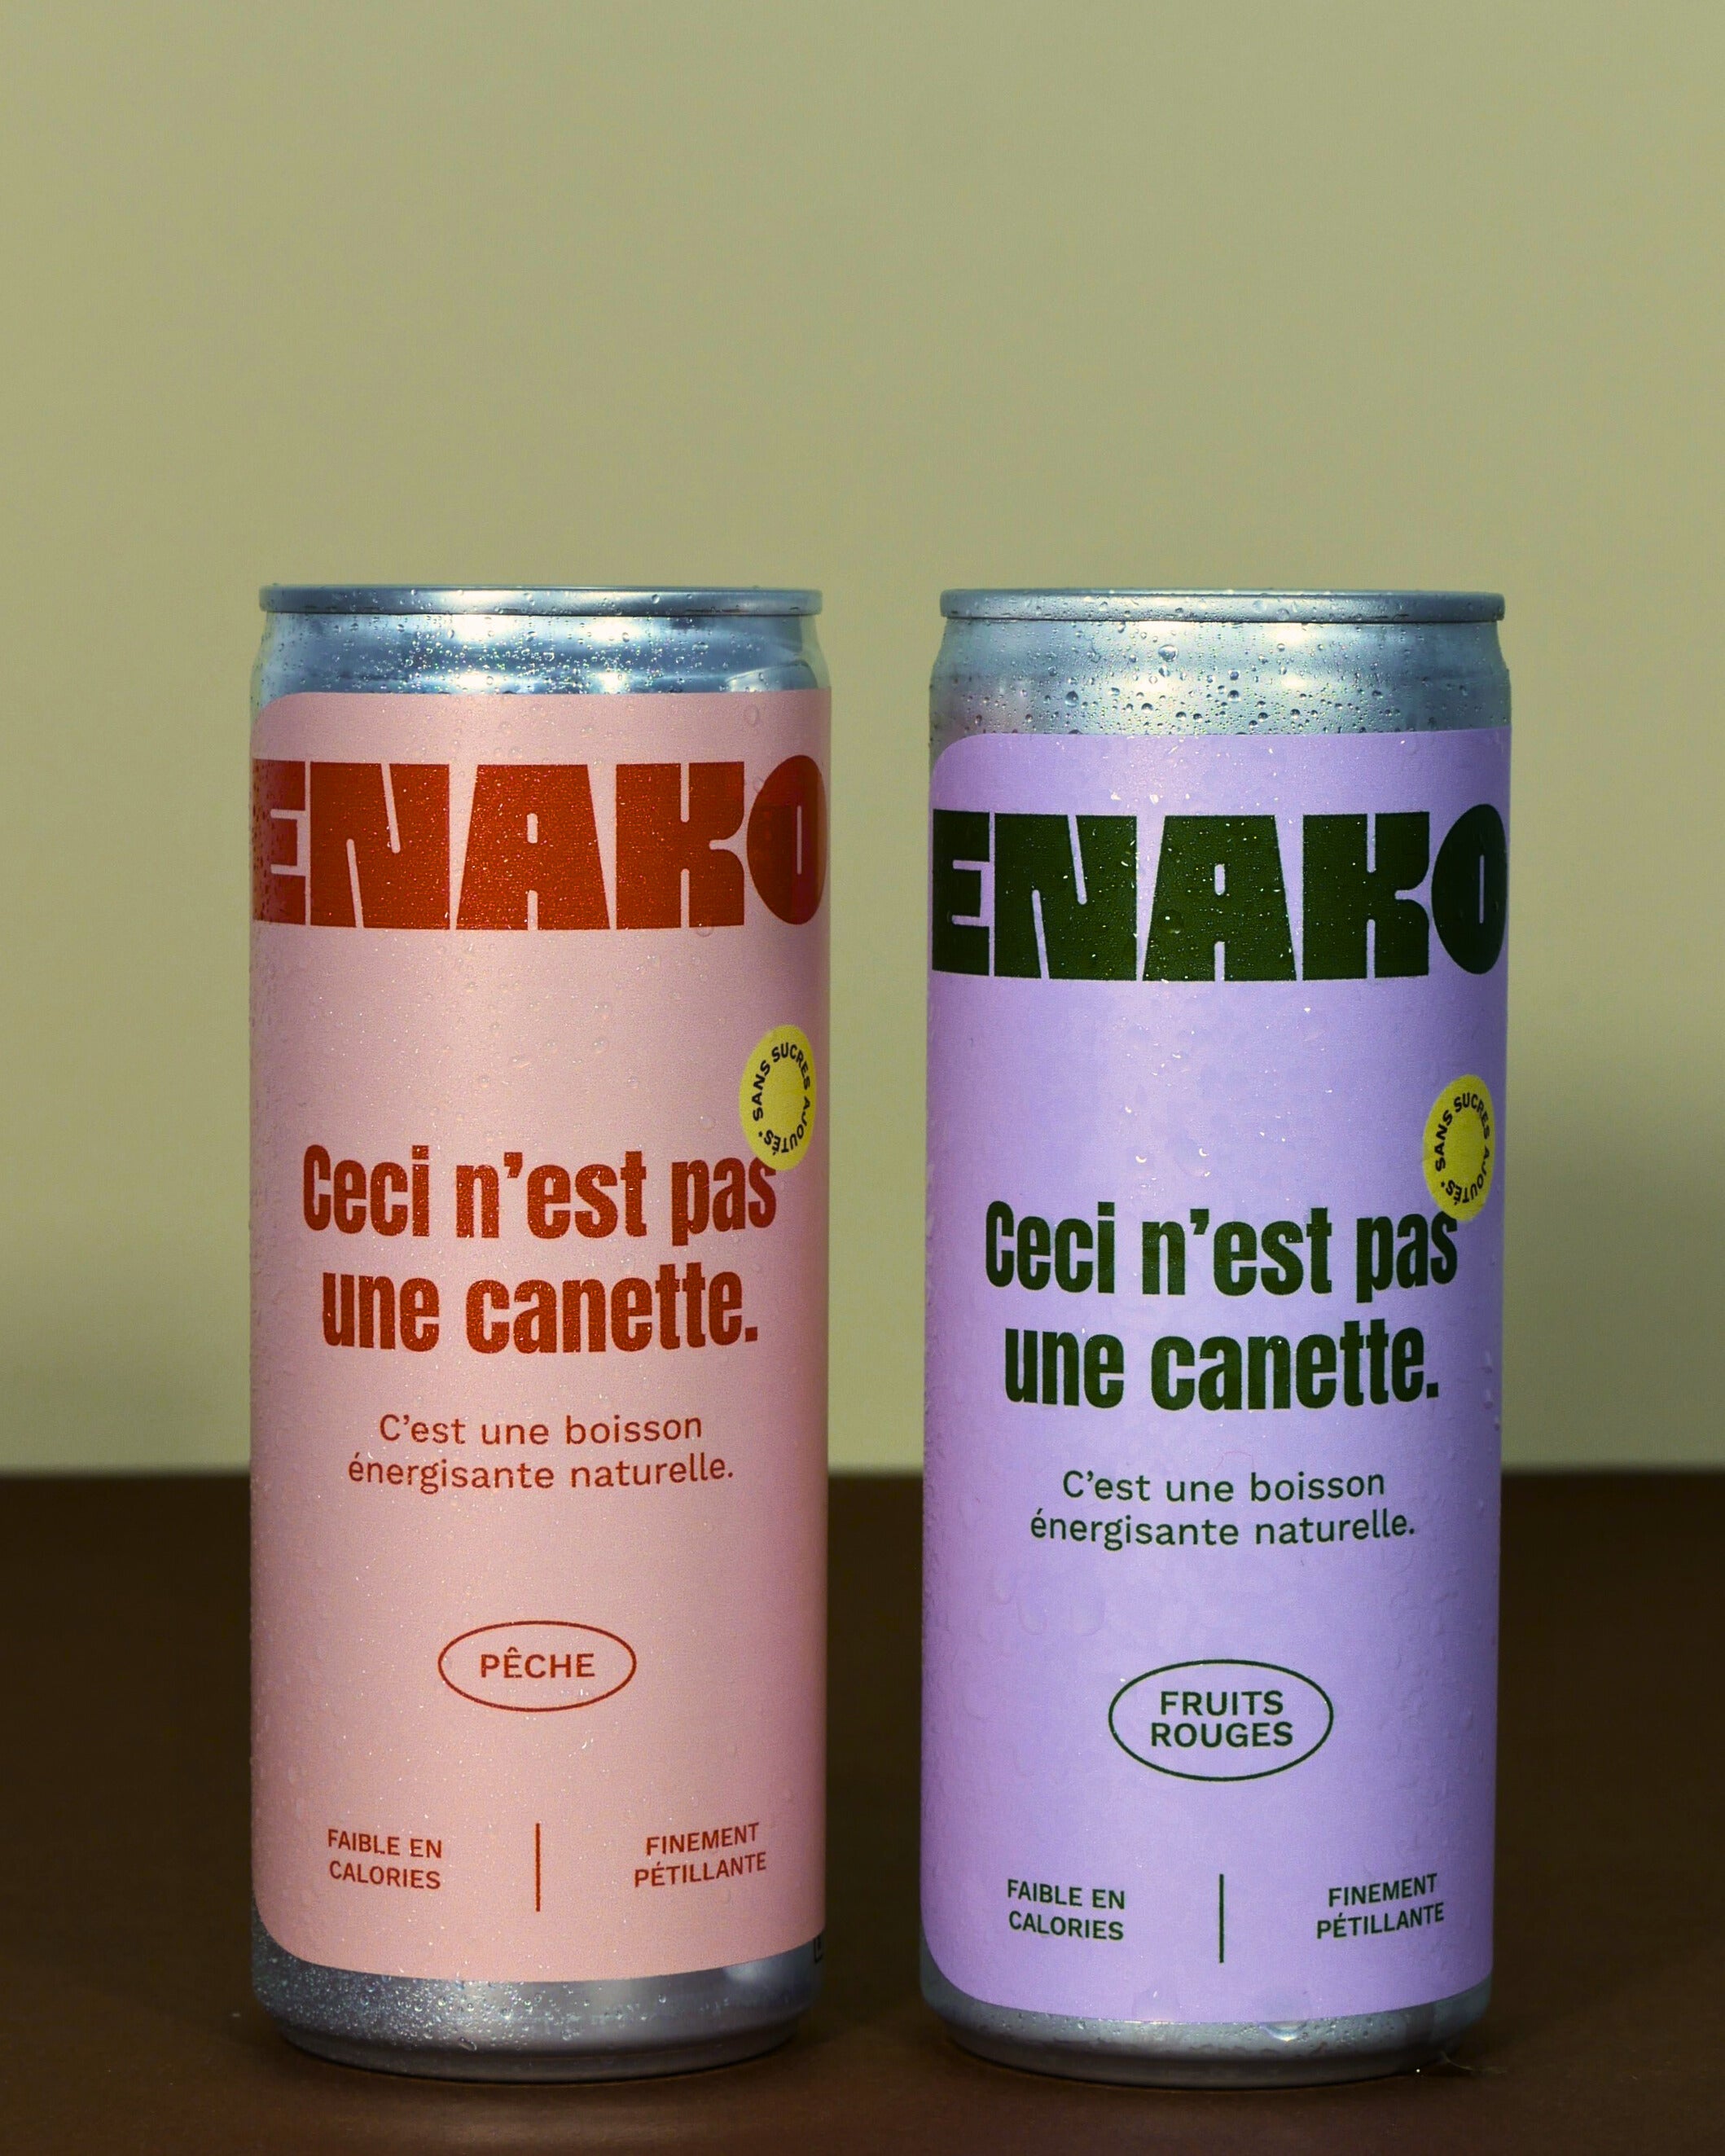 ENAKO
SANS SUCRES AJOUTÉS*
Ceci n’est pas
une canette.
C’est une boisson
énergisante naturelle.
PÊCHE
FAIBLE EN
CALORIES
FINEMENT
PÉTILLANTE
ENAKO
SANS SUCRES AJOUTÉS*
Ceci n’est pas
une canette.
C’est une boisson
énergisante naturelle.
FRUITS
ROUGES
FAIBLE EN
CALORIES
FINEMENT
PÉTILLANTE